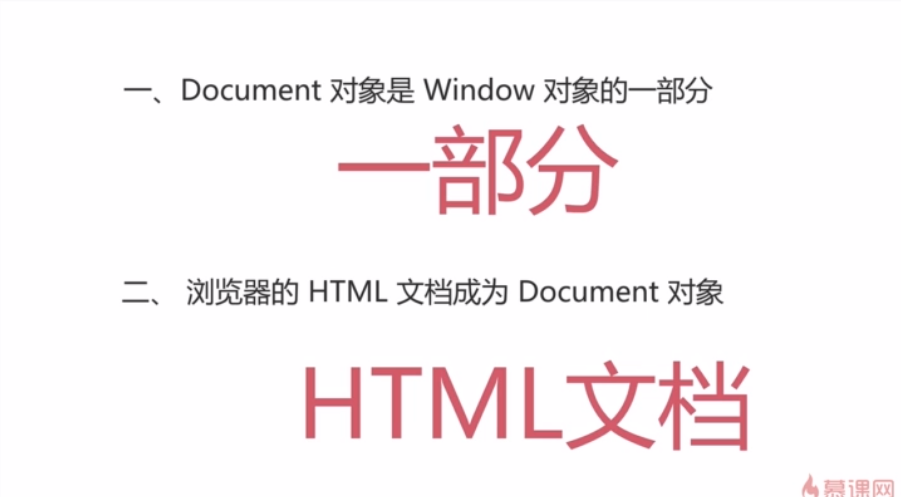 一、Document 对象是 Window 对象的一部分
一部分
二、 浏览器的 HTML 文档成为 Document 对象
HTML文档
慕课网